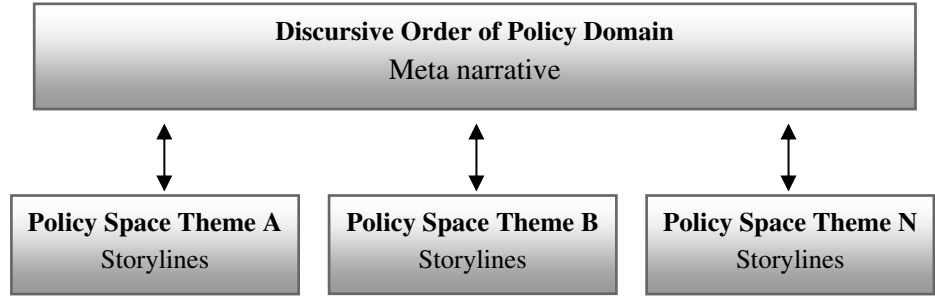 Discursive Order of Policy Domain
Meta narrative
Policy Space Theme A
Storylines
Policy Space Theme B
Storylines
Policy Space Theme N
Storylines